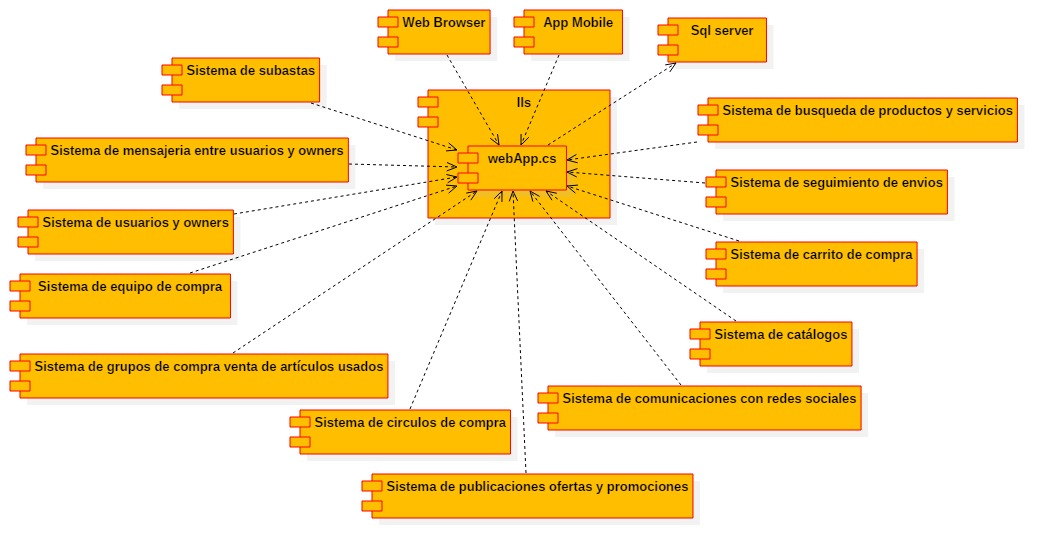 Web Browser
App Mobile
Sql server
Sistema de subastas
lls
Sistema de busqueda de productos y servicios
Sistema de mensajeria entre usuarios y owners
webApp.cs
Sistema de seguimiento de envios
Sistema de usuarios y owners
Sistema de carrito de compra
Sistema de equipo de compra
Sistema de catálogos
Sistema de grupos de compra venta de artículos usados
Sistema de comunicaciones con redes sociales
Sistema de circulos de compra
Sistema de publicaciones ofertas y promociones